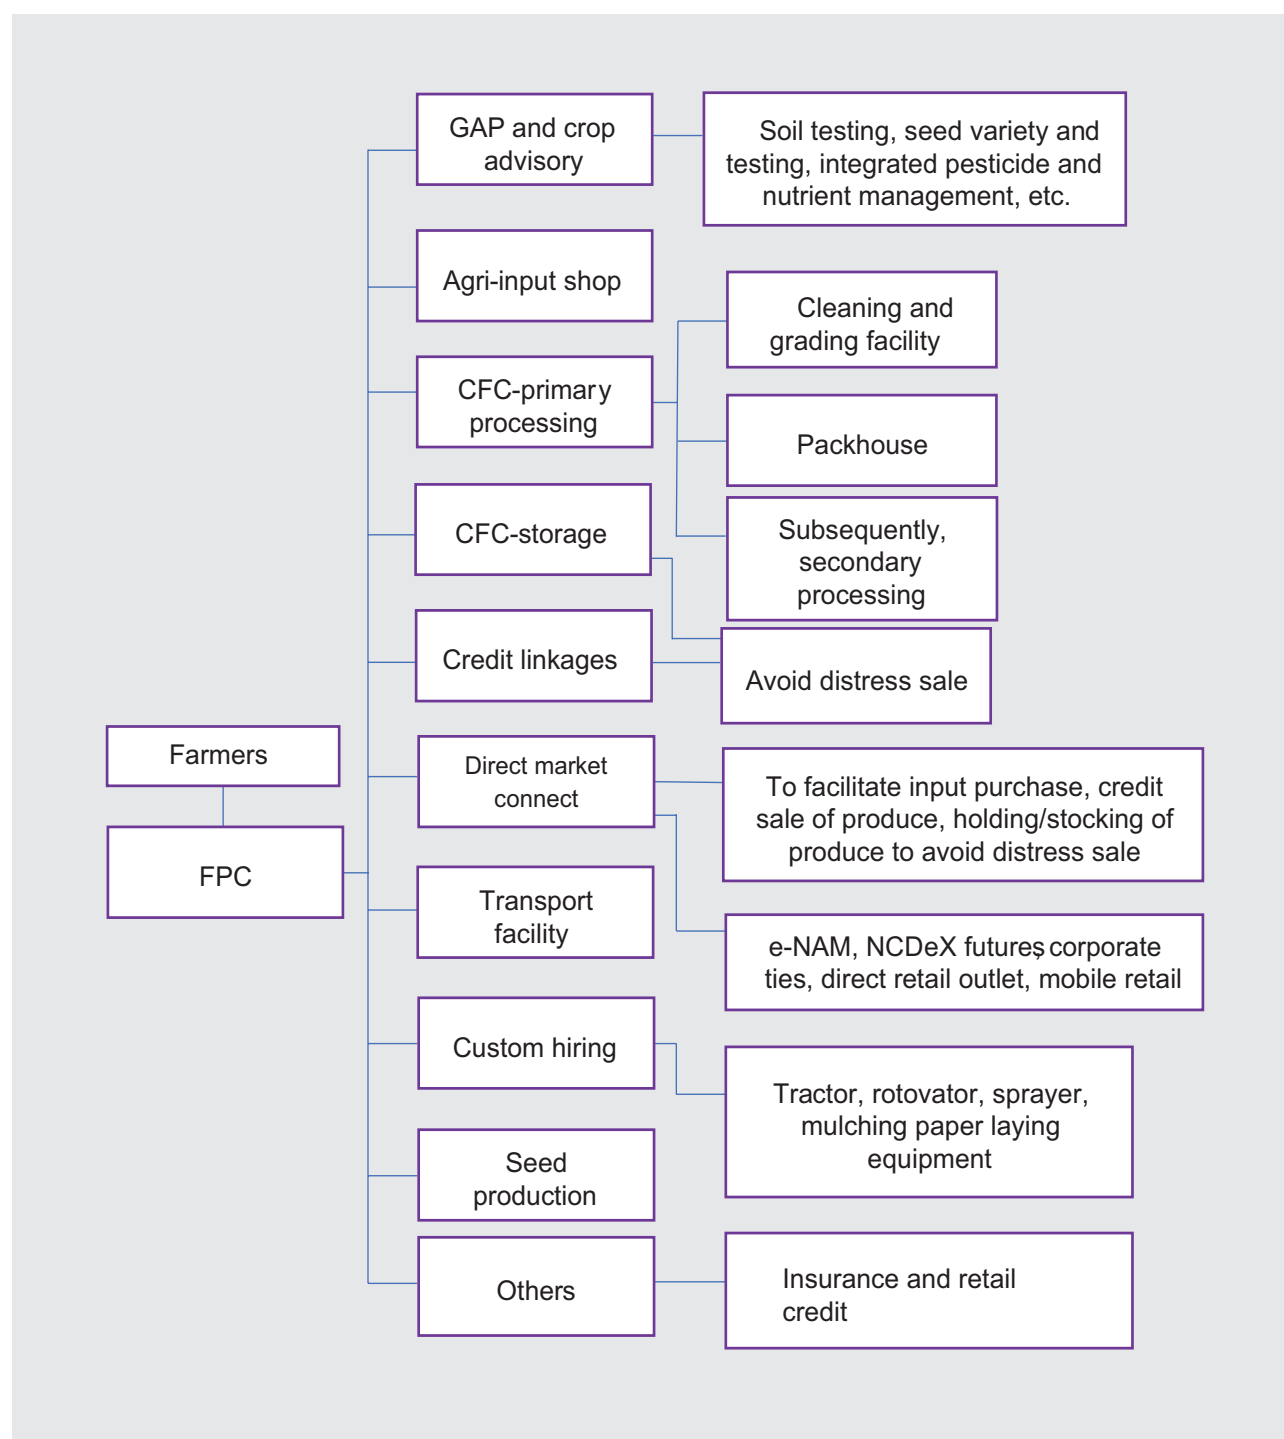 GAP and crop
advisory
Soil testing, seed variety and
testing, integrated pesticide and
nutrient management, etc.
Agri-input shop
CFC-primary
processing
Cleaning and
grading facility
Packhouse
Subsequently,
secondary
processing
CFC-storage
Credit linkages
Avoid distress sale
Farmers
FPC
Direct market
connect
To facilitate input purchase, credit
sale of produce, holding/stocking of
produce to avoid distress sale
e-NAM, NCDeX futures, corporate
ties, direct retail outlet, mobile retail
Transport
facility
Custom hiring
Tractor, rotovator, sprayer,
mulching paper laying
equipment
Seed
production
Others
Insurance and retail
credit